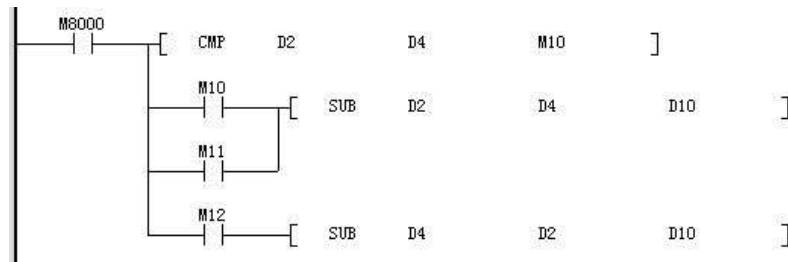 M8000
[ CMP D2 D4 M10 ]
M10
[ SUB D2 D4 D10 ]
M11
M12
[ SUB D4 D2 D10 ]